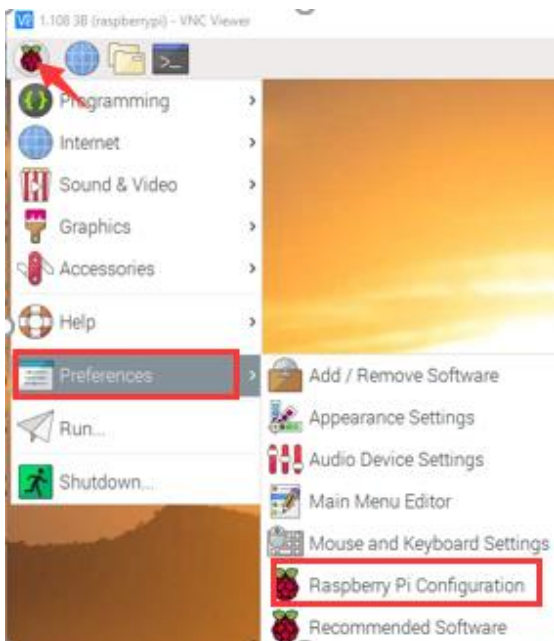 1.108 3B (raspberrypi) - VNC Viewer
Programming
Internet
Sound & Video
Graphics
Accessories
Help
Preferences
Run...
Shutdown...
Add / Remove Software
Appearance Settings
Audio Device Settings
Main Menu Editor
Mouse and Keyboard Settings
Raspberry Pi Configuration
Recommended Software